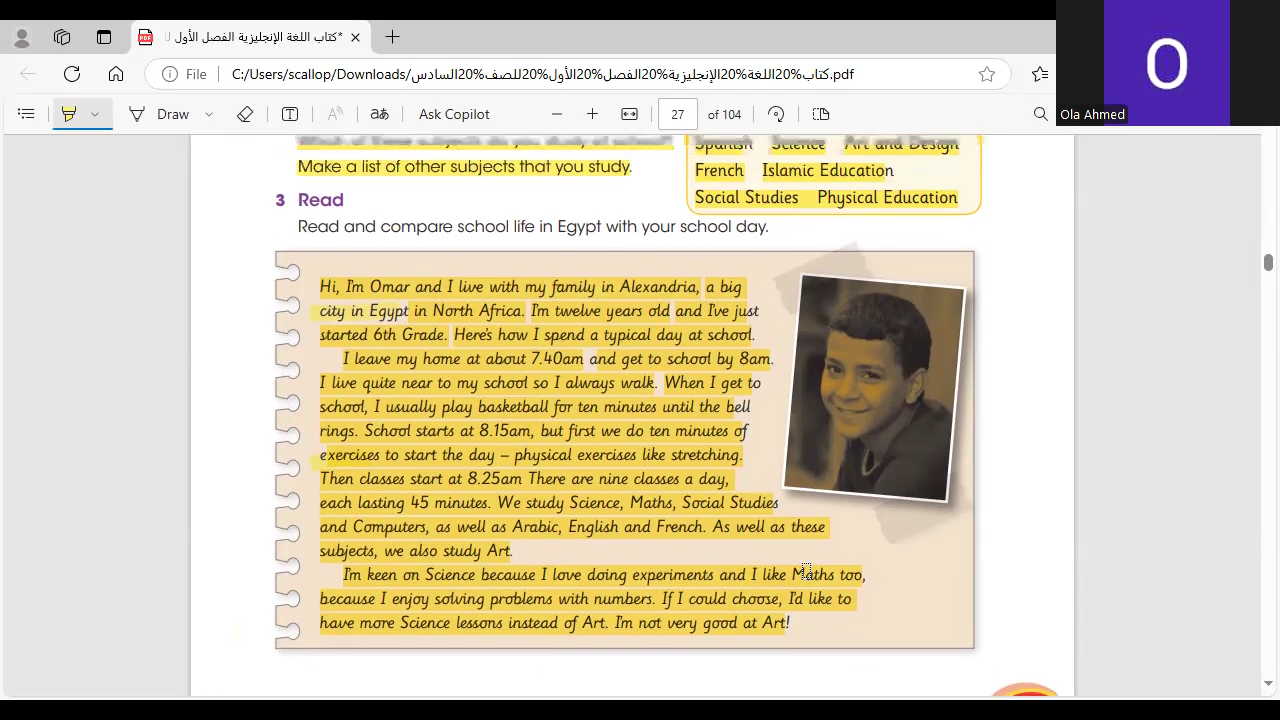 *كتاب اللغة الإنجليزية الفصل الأول ل
File
C:/Users/scallop/Downloads/كتاب%20اللغة%20الإنجليزية%20الفصل%20الأول%20للصف%20السادس.pdf
Draw
Ask Copilot
27 of 104
O
Ola Ahmed
Which of these subjects do you study at school?
Make a list of other subjects that you study.
Spanish Science Art and Design
French Islamic Education
Social Studies Physical Education
3 Read
Read and compare school life in Egypt with your school day.
Hi, I'm Omar and I live with my family in Alexandria, a big
city in Egypt in North Africa. I'm twelve years old and I've just
started 6th Grade. Here's how I spend a typical day at school.
I leave my home at about 7.40am and get to school by 8am.
I live quite near to my school so I always walk. When I get to
school, I usually play basketball for ten minutes until the bell
rings. School starts at 8.15am, but first we do ten minutes of
exercises to start the day – physical exercises like stretching.
Then classes start at 8.25am There are nine classes a day,
each lasting 45 minutes. We study Science, Maths, Social Studies
and Computers, as well as Arabic, English and French. As well as these
subjects, we also study Art.
I'm keen on Science because I love doing experiments and I like Maths too,
because I enjoy solving problems with numbers. If I could choose, I'd like to
have more Science lessons instead of Art. I'm not very good at Art!